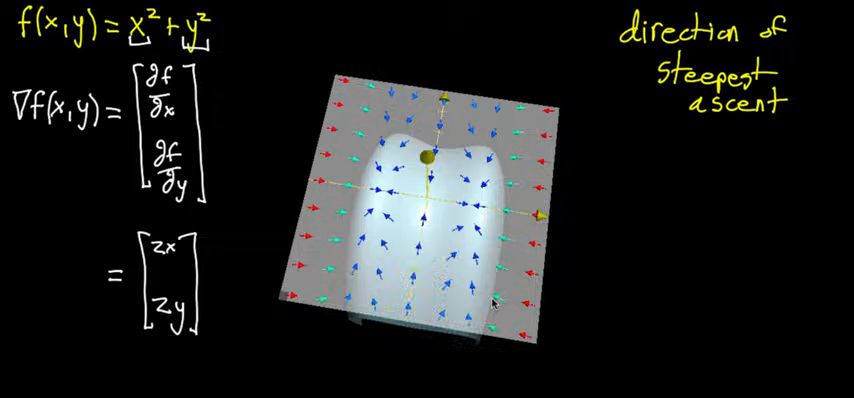 f(x,y) = x² + y²
∇f(x,y) = [∂f/∂x ∂f/∂y]
= [2x 2y]
direction of
steepest
ascent